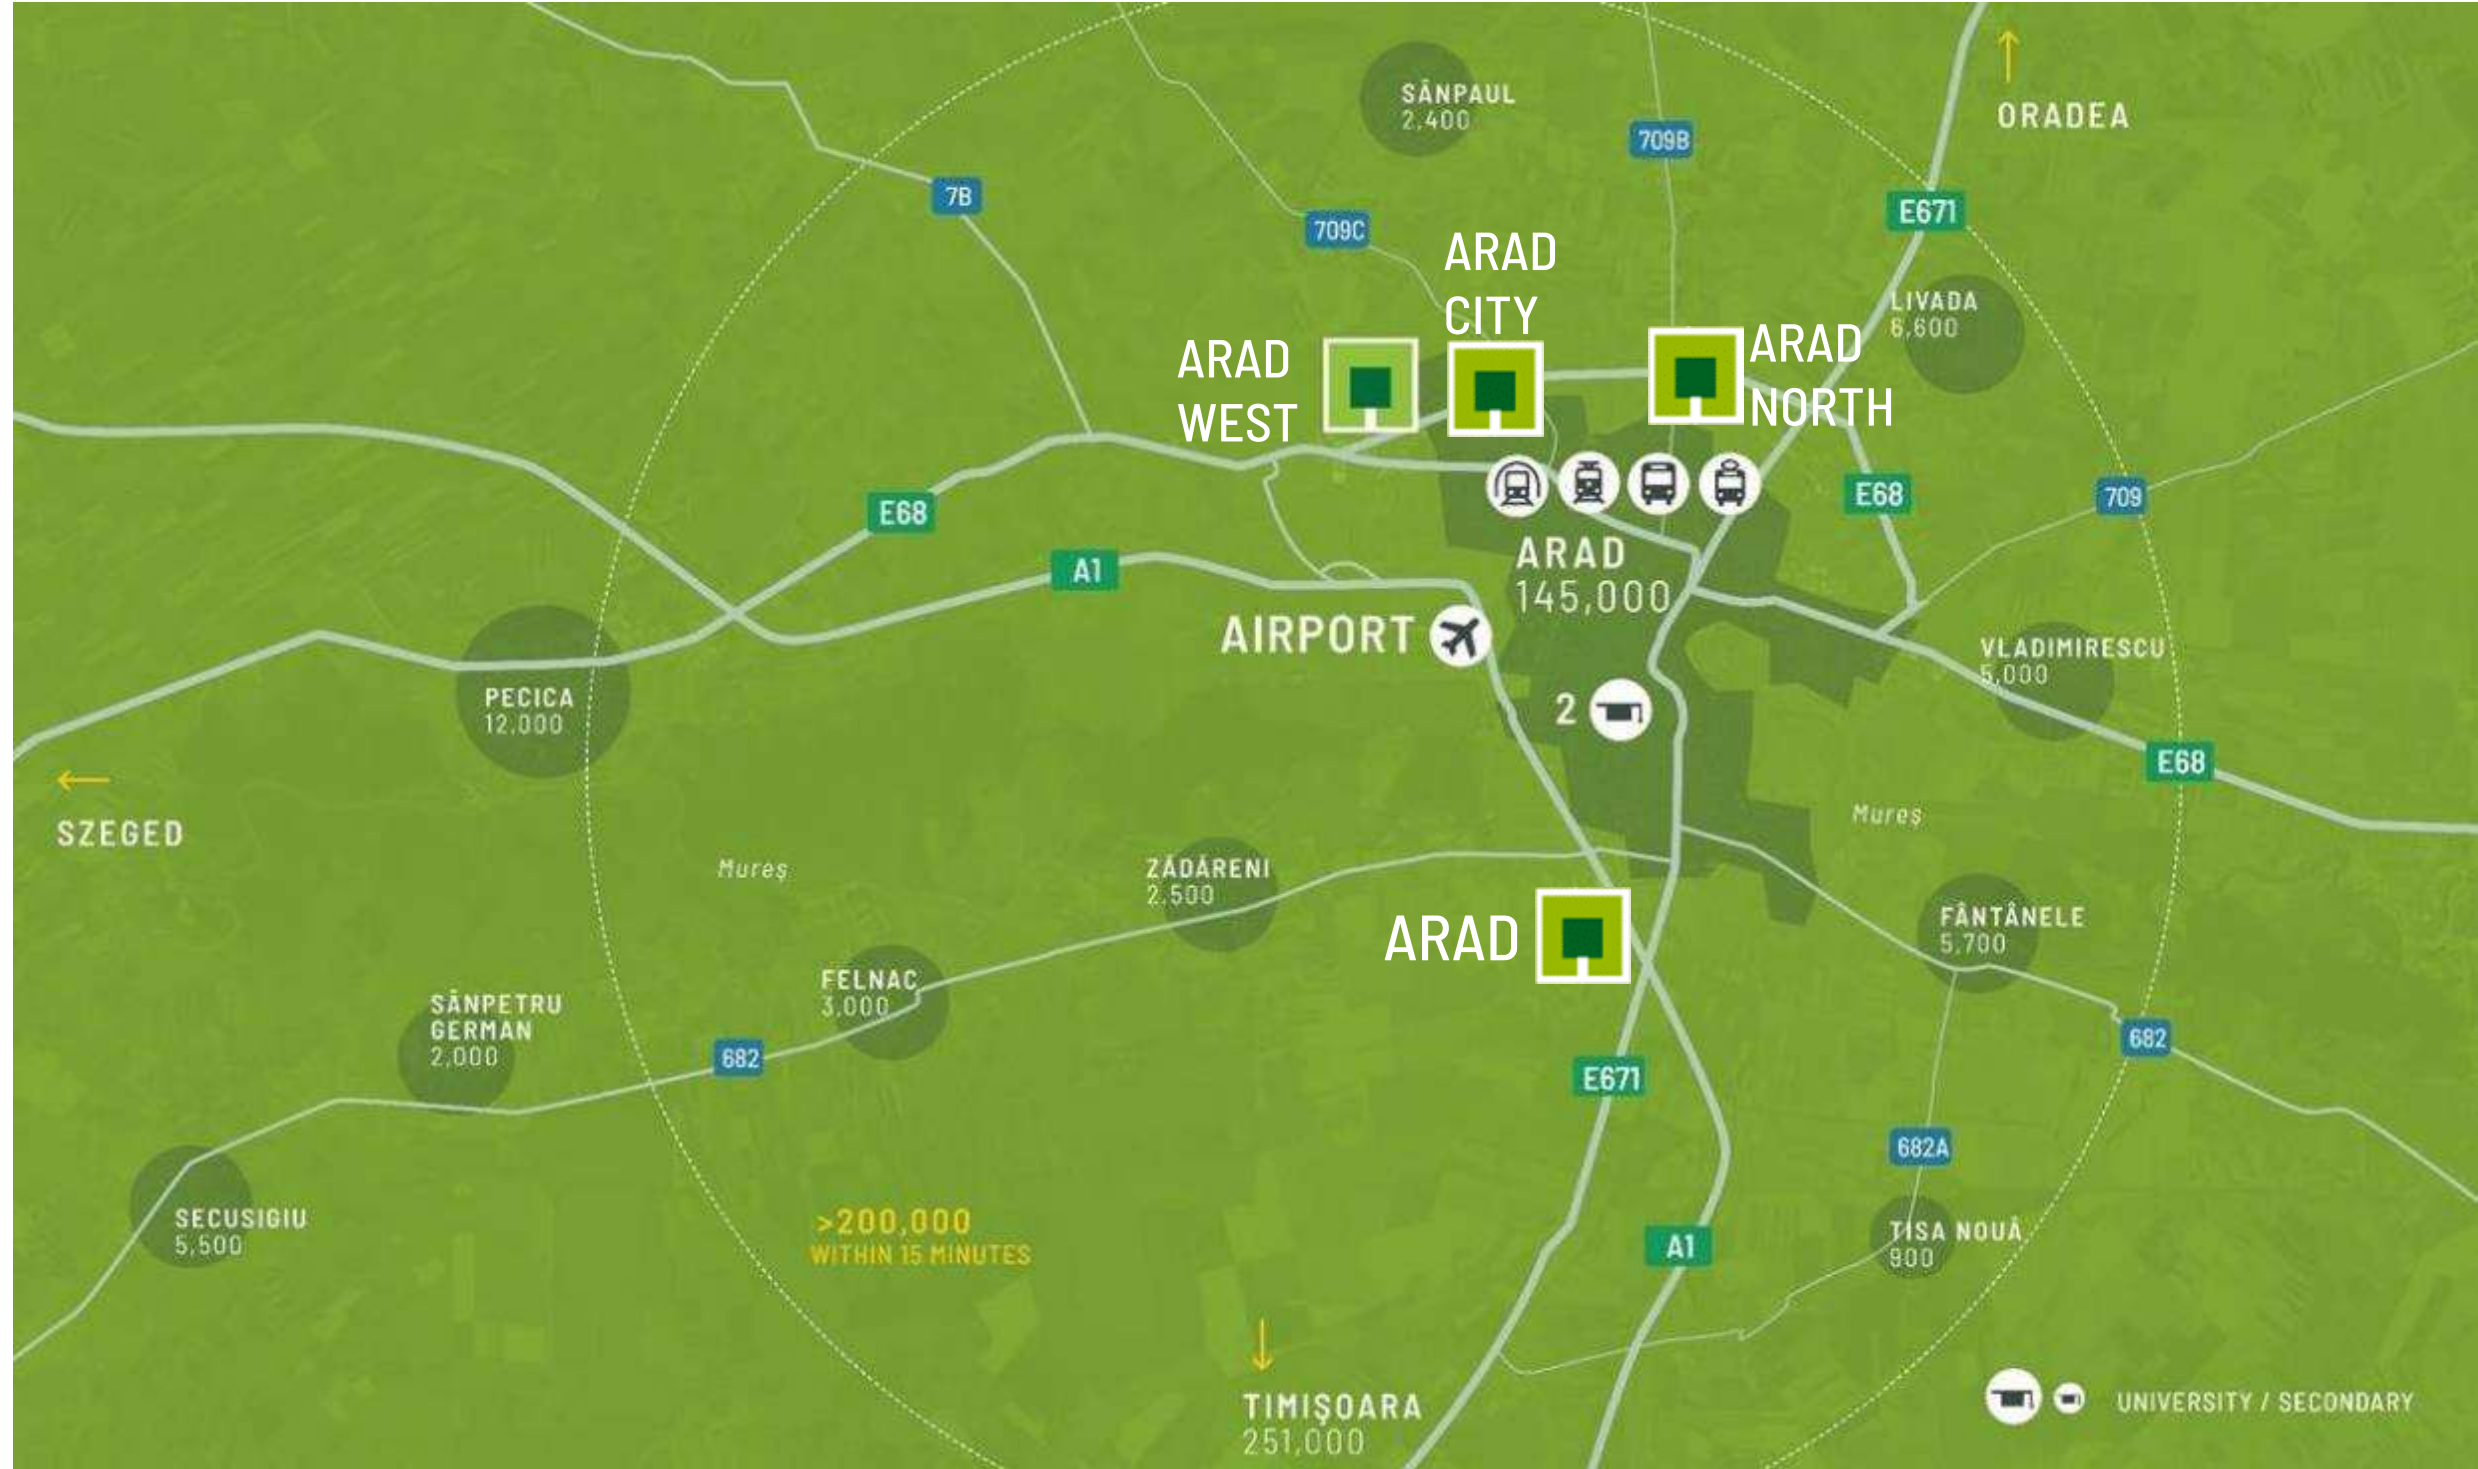 SÂNPAUL
2,400
709B
ORADEA
7B
E671
709C
ARAD
CITY
LIVADA
6,600
ARAD
WEST
ARAD
NORTH
E68
E68
709
ARAD
145,000
A1
AIRPORT
VLADIMIRESCU
5,000
PECICA
12,000
2
E68
SZEGED
Mureș
Mureș
ZĂDĂRENI
2,500
ARAD
FÂNTÂNELE
5,700
FELNAC
3,000
SÂNPETRU
GERMAN
2,000
682
682
E671
682A
SECUSIGIU
5,500
>200,000
WITHIN 15 MINUTES
A1
TISA NOUĂ
900
TIMIȘOARA
251,000
UNIVERSITY / SECONDARY